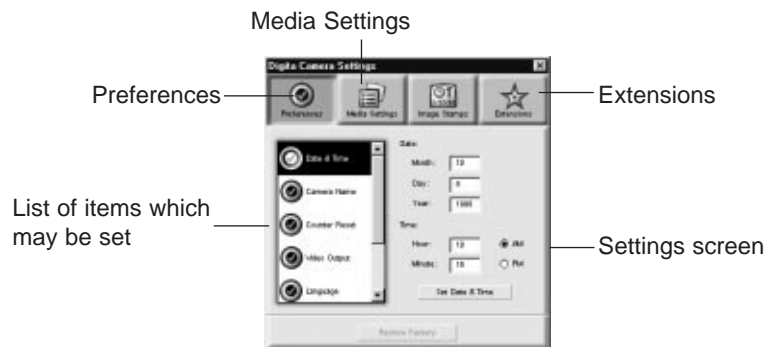 Media Settings
Digita Camera Settings
Preferences
Extensions
Preferences
Media Settings
Image Stamps
Extensions
Date & Time
Camera Name
Counter Reset
Video Output
Language
Date:
Month: 10
Day:
Year:
Time:
Hour: 10
AM
Minute:
PM
Set Date & Time
List of items which
may be set
Settings screen
Restore Factory